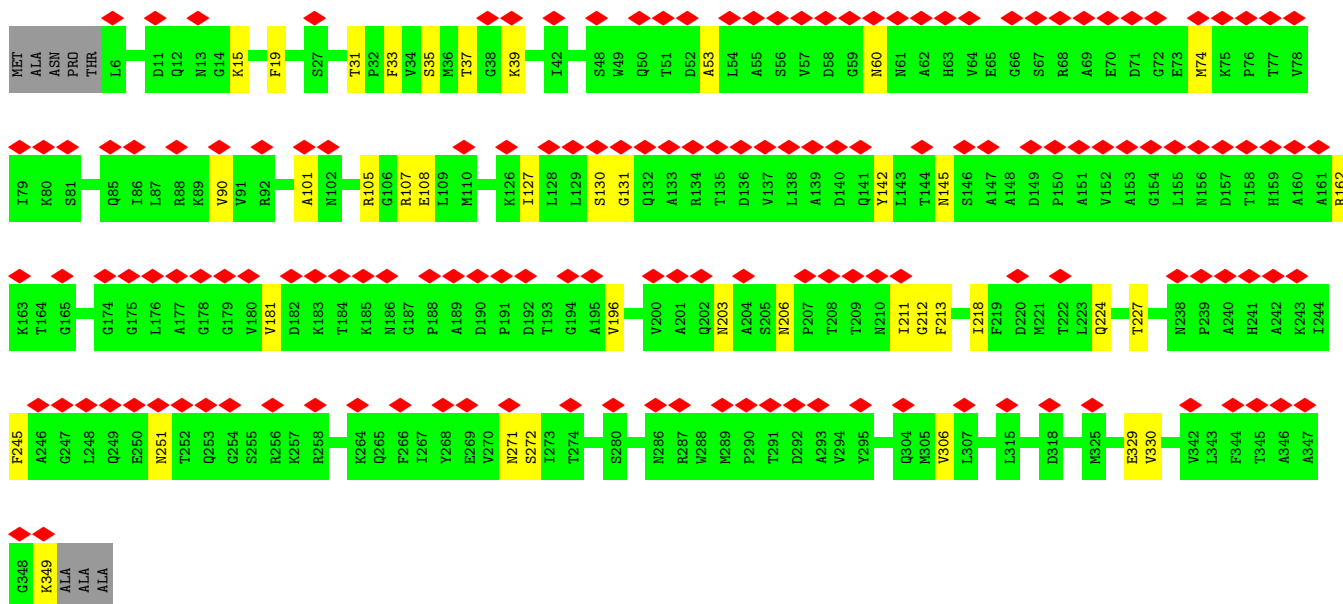 MET ALA ASN PRO THR L6 D11 Q12 N13 G14 K15 F19 S27 T31 P32 F33 V34 S35 M36 T37 G38 K39 I42 S48 W49 Q50 T51 D52 A53 L54 A55 S56 V57 D58 G59 N60 N61 A62 H63 V64 E65 G66 S67 R68 A69 E70 D71 G72 E73 M74 K75 P76 T77 V78
I79 K80 S81 Q85 I86 L87 R88 K89 V90 V91 R92 A101 N102 R105 G106 R107 E108 L109 M110 K126 I127 L128 L129 S130 G131 Q132 A133 R134 T135 D136 V137 L138 A139 D140 Q141 Y142 L143 T144 N145 S146 A147 A148 D149 P150 A151 V152 A153 G154 L155 N156 D157 T158 H159 A160 A161 R162
K163 T164 G165 G174 G175 L176 A177 G178 G179 V180 V181 D182 K183 T184 K185 N186 G187 P188 A189 D190 P191 D192 T193 G194 A195 V196 V200 A201 Q202 N203 A204 S205 N206 P207 T208 T209 N210 I211 G212 F213 I218 F219 D220 M221 T222 L223 Q224 T227 N238 P239 A240 H241 A242 K243 I244
F245 A246 G247 L248 Q249 E250 N251 T252 Q253 G254 S255 R256 K257 R258 K264 Q265 F266 I267 Y268 E269 V270 N271 S272 I273 T274 S280 N286 R287 W288 M289 P290 T291 D292 A293 V294 Y295 Q304 M305 V306 L307 L315 D318 M325 E329 V330 V342 L343 F344 T345 A346 A347
G348 K349 ALA ALA ALA